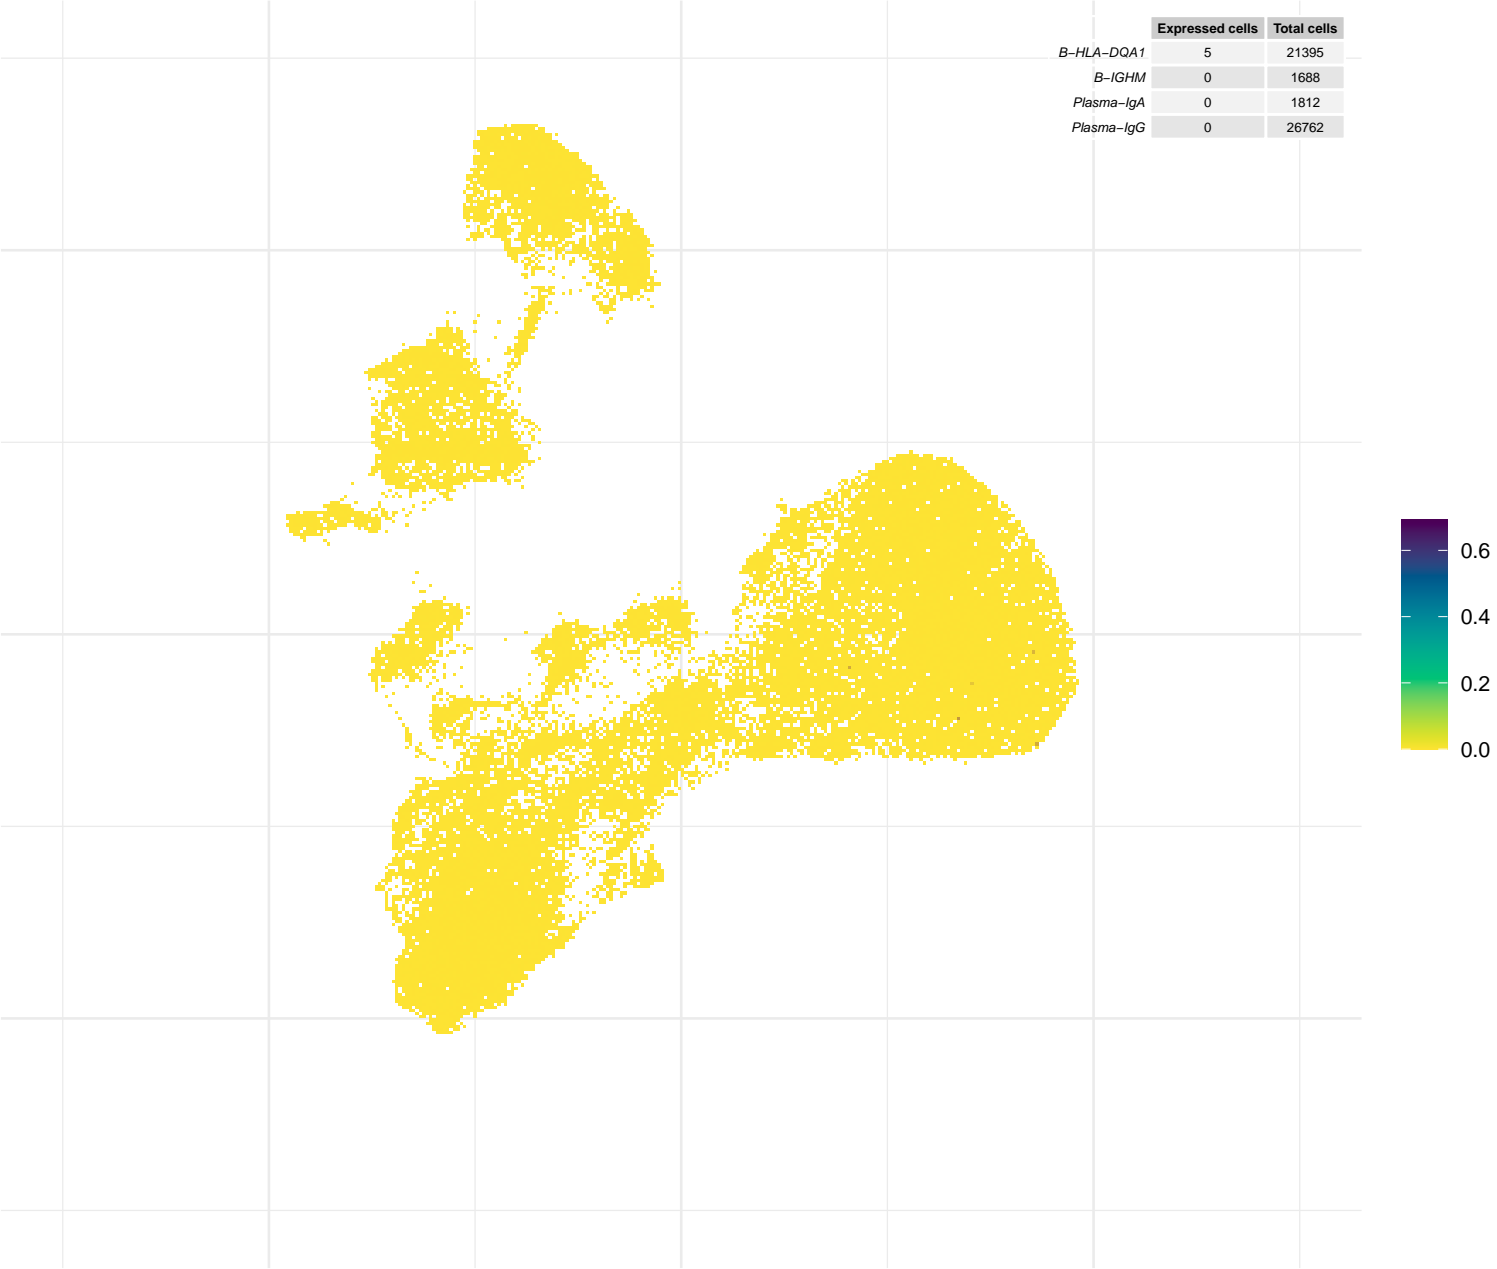 Expressed cells Total cells
B−HLA−DQA1 5 21395
B−IGHM 0 1688
Plasma−IgA 0 1812
Plasma−IgG 0 26762
0.6
0.4
0.2
0.0